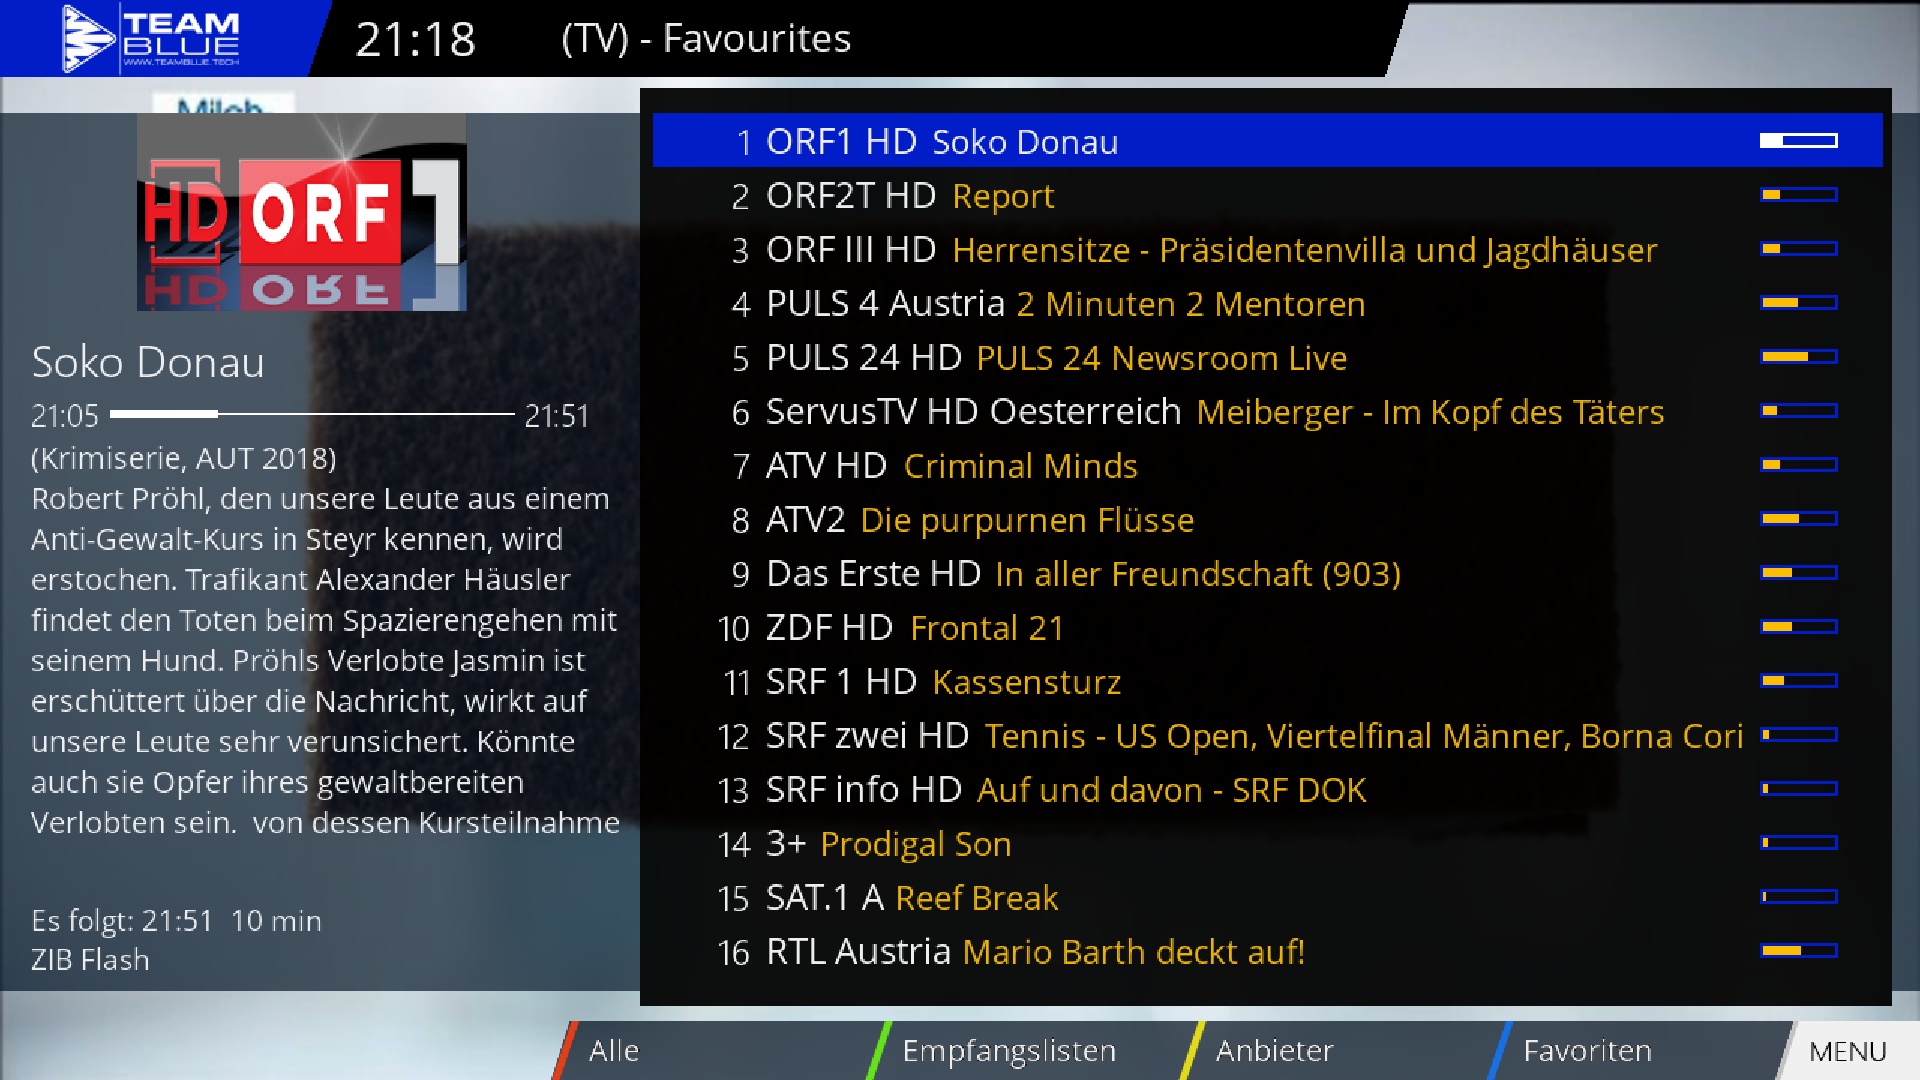 TEAM
BLUE
WWW.TEAMBLUE.TECH
21:18
(TV) - Favourites
HD ORF 1
Soko Donau
21:05 21:51
(Krimiserie, AUT 2018)
Robert Pröhl, den unsere Leute aus einem
Anti-Gewalt-Kurs in Steyr kennen, wird
erstochen. Trafikant Alexander Häusler
findet den Toten beim Spazierengehen mit
seinem Hund. Pröhls Verlobte Jasmin ist
erschüttert über die Nachricht, wirkt auf
unsere Leute sehr verunsichert. Könnte
auch sie Opfer ihres gewaltbereiten
Verlobten sein.  von dessen Kursteilnahme
Es folgt: 21:51  10 min
ZIB Flash
1 ORF1 HD Soko Donau
2 ORF2T HD Report
3 ORF III HD Herrensitze - Präsidentenvilla und Jagdhäuser
4 PULS 4 Austria 2 Minuten 2 Mentoren
5 PULS 24 HD PULS 24 Newsroom Live
6 ServusTV HD Oesterreich Meiberger - Im Kopf des Täters
7 ATV HD Criminal Minds
8 ATV2 Die purpurnen Flüsse
9 Das Erste HD In aller Freundschaft (903)
10 ZDF HD Frontal 21
11 SRF 1 HD Kassensturz
12 SRF zwei HD Tennis - US Open, Viertelfinal Männer, Borna Cori
13 SRF info HD Auf und davon - SRF DOK
14 3+ Prodigal Son
15 SAT.1 A Reef Break
16 RTL Austria Mario Barth deckt auf!
Alle
Empfangslisten
Anbieter
Favoriten
MENU